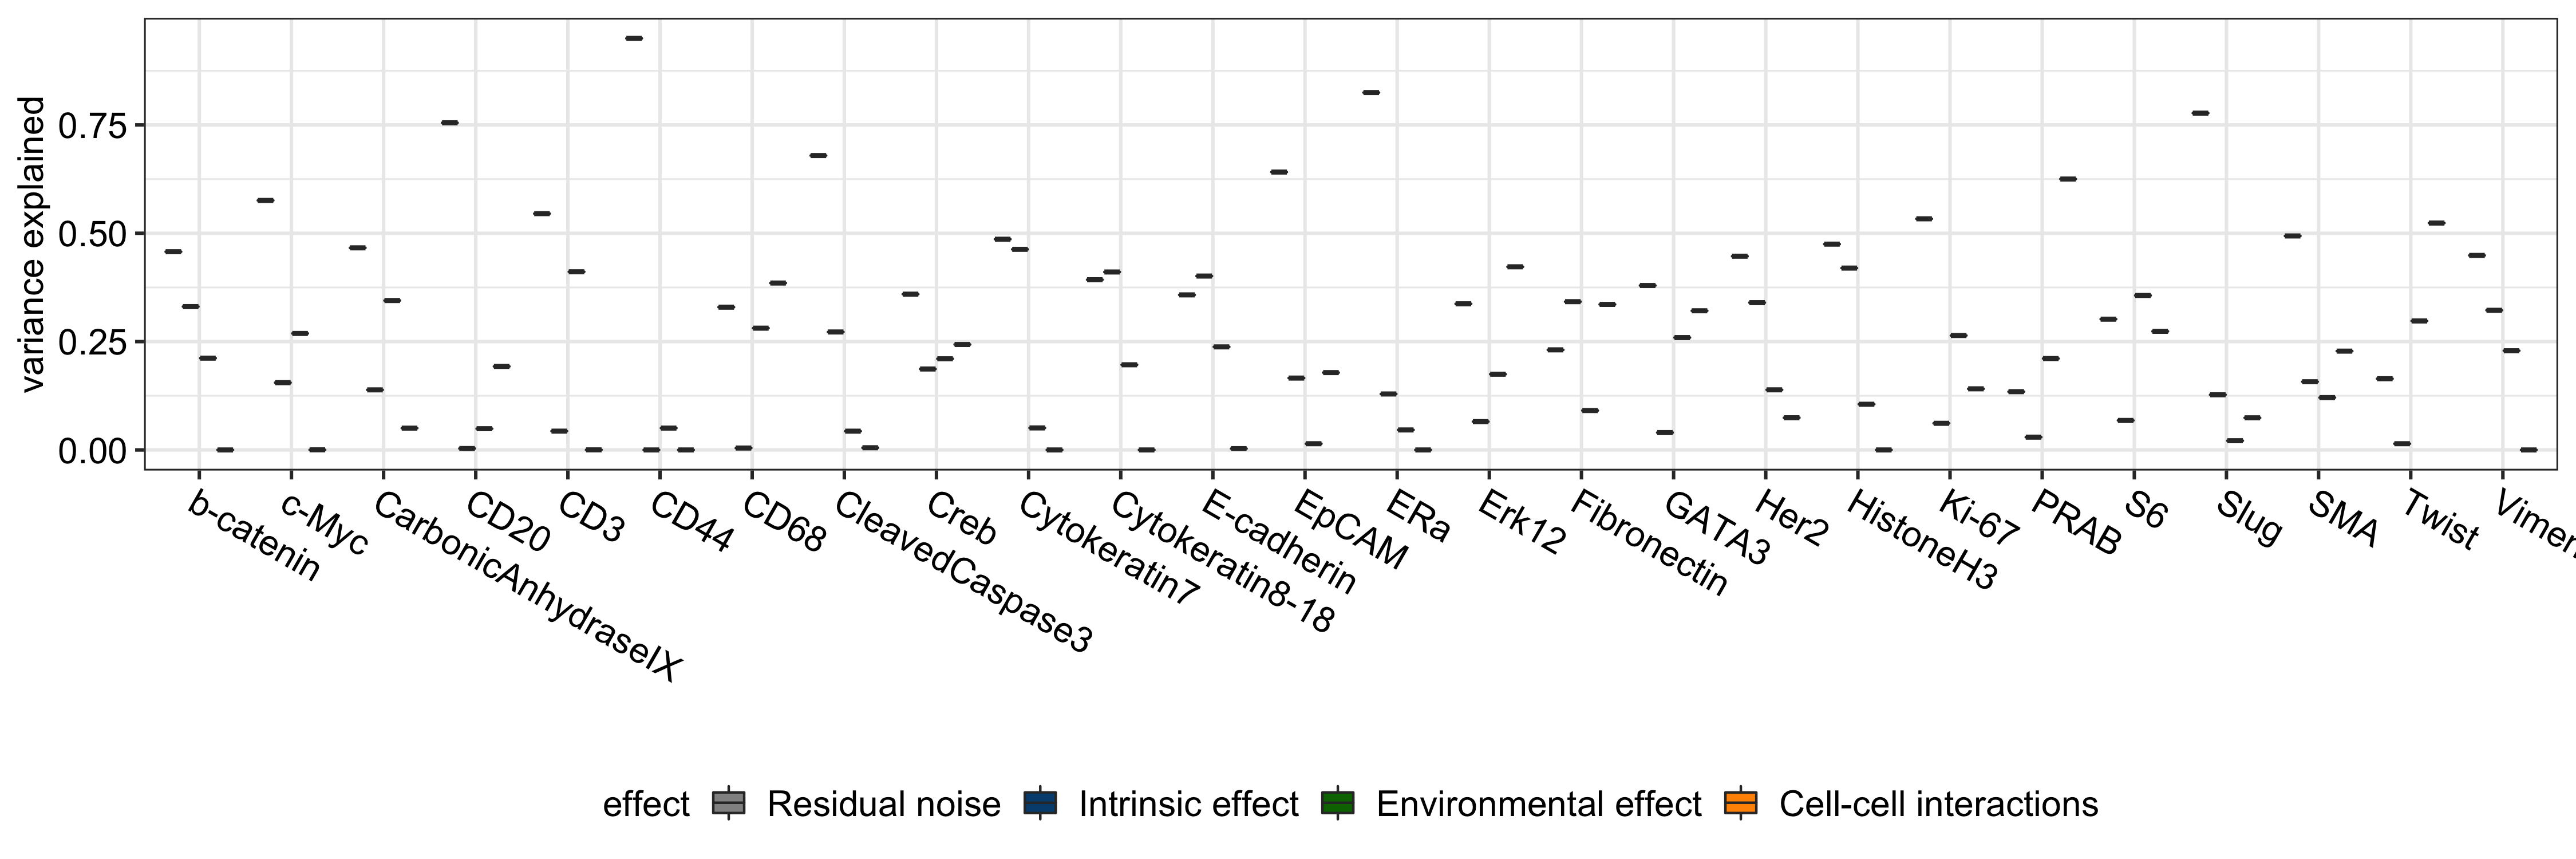 variance explained
0.75
0.50
0.25
0.00
b-catenin
c-Myc
CarbonicAnhydraseIX
CD20
CD3
CD44
CD68
CleavedCaspase3
Creb
Cytokeratin7
Cytokeratin8-18
E-cadherin
EpCAM
ERa
Erk12
Fibronectin
GATA3
Her2
HistoneH3
Ki-67
PRAB
S6
Slug
SMA
Twist
effect Residual noise Intrinsic effect Environmental effect Cell-cell interactions